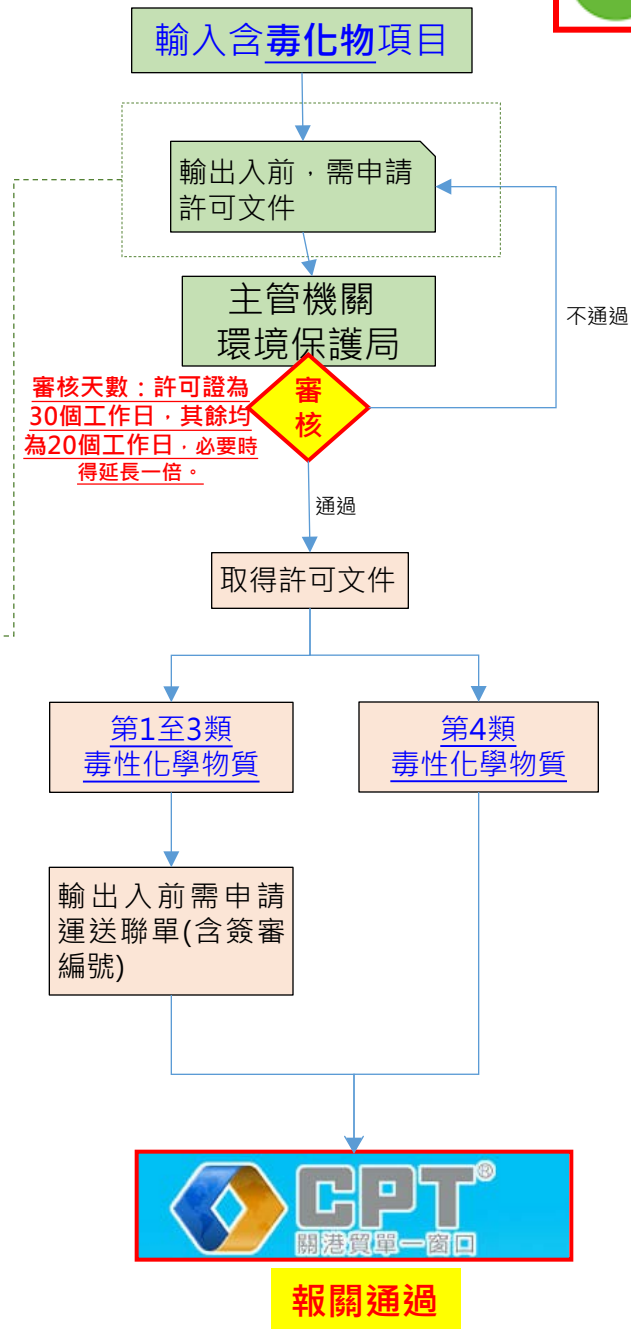 輸入含毒化物項目
輸出入前，需申請
許可文件
主管機關
環境保護局
不通過
審核天數：許可證為
30個工作日，其餘均
為20個工作日，必要時
得延長一倍。
審
核
通過
取得許可文件
第1至3類
毒性化學物質
第4類
毒性化學物質
輸出入前需申請
運送聯單(含簽審
編號)
CPT®
關港貿單一窗口
報關通過